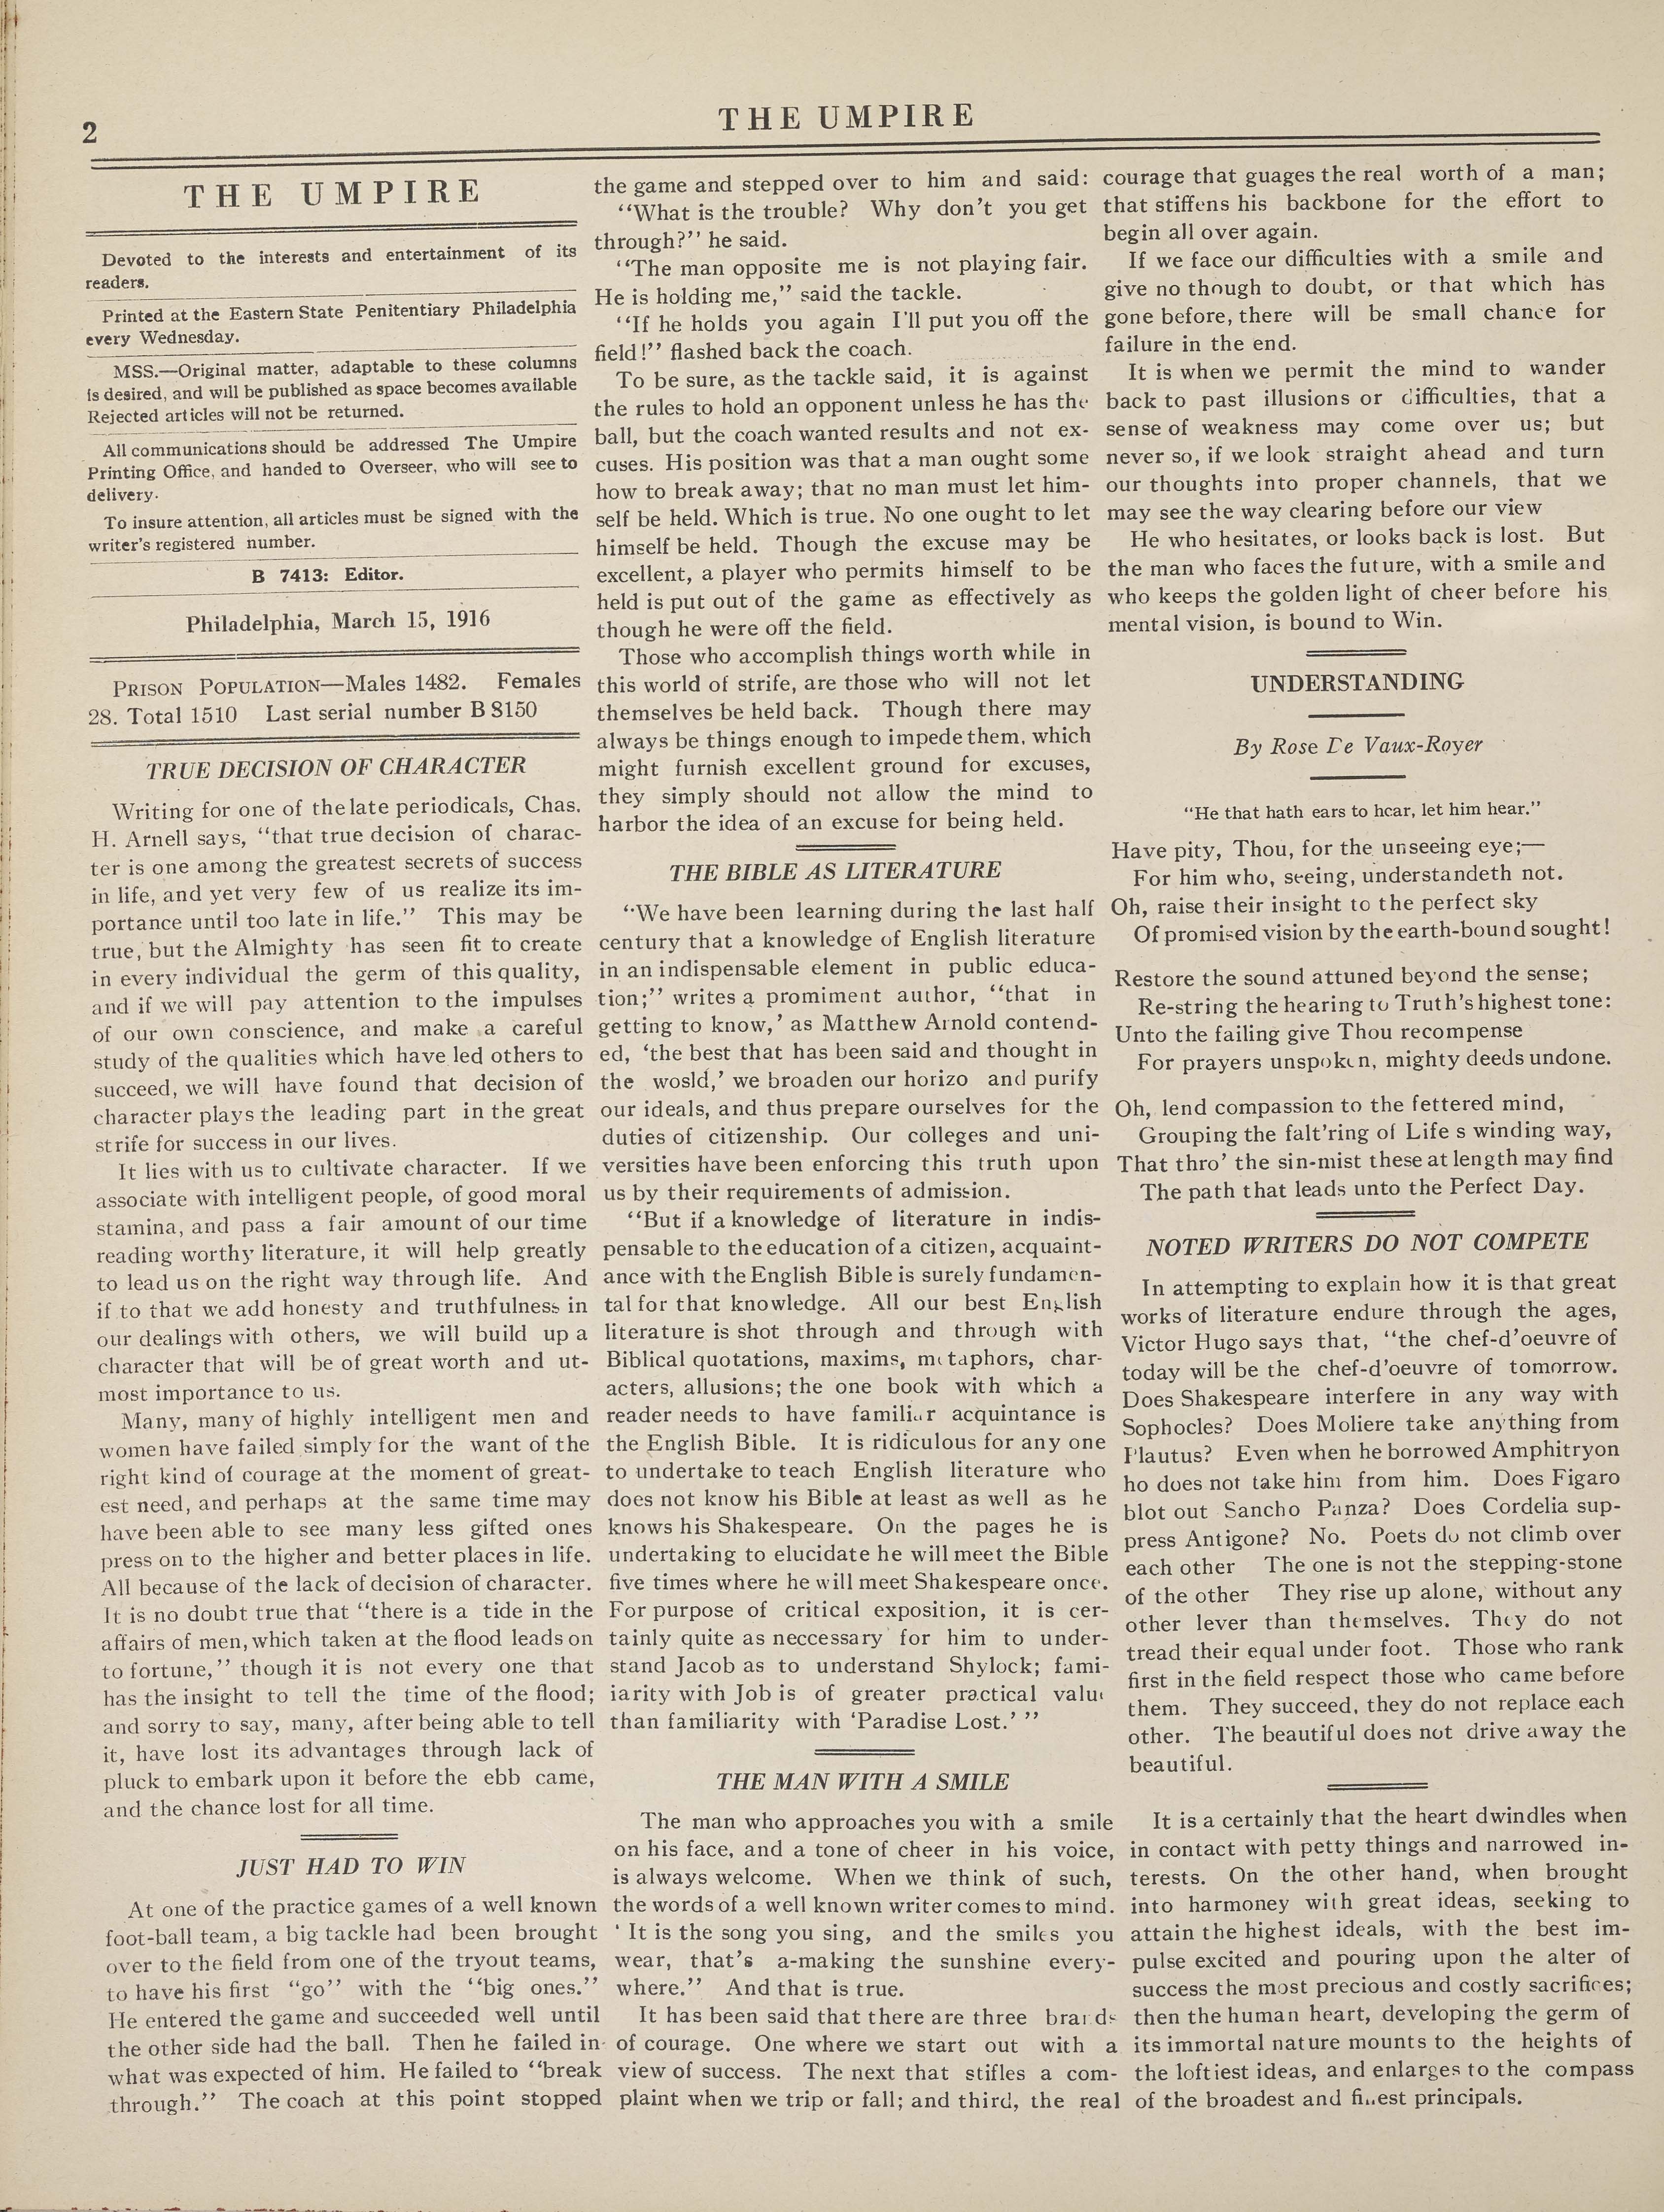 2
THE UMPIRE
THE UMPIRE
Devoted to the interests and entertainment of its
readers.
Printed at the Eastern State Penitentiary Philadelphia
every Wednesday.
MSS.—Original matter, adaptable to these columns
is desired, and will be published as space becomes available
Rejected articles will not be returned.
All communications should be addressed The Umpire
Printing Office, and handed to Overseer, who will see to
delivery.
To insure attention, all articles must be signed with the
writer's registered number.
B 7413: Editor.
Philadelphia, March 15, 1916
PRISON POPULATION—Males 1482. Females
28. Total 1510 Last serial number B 8150
TRUE DECISION OF CHARACTER
Writing for one of the late periodicals, Chas.
H. Arnell says, "that true decision of charac-
ter is one among the greatest secrets of success
in life, and yet very few of us realize its im-
portance until too late in life." This may be
true, but the Almighty has seen fit to create
in every individual the germ of this quality,
and if we will pay attention to the impulses
of our own conscience, and make a careful
study of the qualities which have led others to
succeed, we will have found that decision of
character plays the leading part in the great
strife for success in our lives.
It lies with us to cultivate character. If we
associate with intelligent people, of good moral
stamina, and pass a fair amount of our time
reading worthy literature, it will help greatly
to lead us on the right way through life. And
if to that we add honesty and truthfulness in
our dealings with others, we will build up a
character that will be of great worth and ut-
most importance to us.
Many, many of highly intelligent men and
women have failed simply for the want of the
right kind of courage at the moment of great-
est need, and perhaps at the same time may
have been able to see many less gifted ones
press on to the higher and better places in life.
All because of the lack of decision of character.
It is no doubt true that "there is a tide in the
affairs of men, which taken at the flood leads on
to fortune," though it is not every one that
has the insight to tell the time of the flood;
and sorry to say, many, after being able to tell
it, have lost its advantages through lack of
pluck to embark upon it before the ebb came,
and the chance lost for all time.
JUST HAD TO WIN
At one of the practice games of a well known
foot-ball team, a big tackle had been brought
over to the field from one of the tryout teams,
to have his first "go" with the "big ones."
He entered the game and succeeded well until
the other side had the ball. Then he failed in
what was expected of him. He failed to "break
through." The coach at this point stopped
the game and stepped over to him and said:
"What is the trouble? Why don't you get
through?" he said.
"The man opposite me is not playing fair.
He is holding me," said the tackle.
"If he holds you again I'll put you off the
field!" flashed back the coach.
To be sure, as the tackle said, it is against
the rules to hold an opponent unless he has the
ball, but the coach wanted results and not ex-
cuses. His position was that a man ought some
how to break away; that no man must let him-
self be held. Which is true. No one ought to let
himself be held. Though the excuse may be
excellent, a player who permits himself to be
held is put out of the game as effectively as
though he were off the field.
Those who accomplish things worth while in
this world of strife, are those who will not let
themselves be held back. Though there may
always be things enough to impede them, which
might furnish excellent ground for excuses,
they simply should not allow the mind to
harbor the idea of an excuse for being held.
THE BIBLE AS LITERATURE
"We have been learning during the last half
century that a knowledge of English literature
in an indispensable element in public educa-
tion;" writes a promiment author, "that in
getting to know,' as Matthew Arnold contend-
ed, 'the best that has been said and thought in
the wosld,' we broaden our horizo and purify
our ideals, and thus prepare ourselves for the
duties of citizenship. Our colleges and uni-
versities have been enforcing this truth upon
us by their requirements of admission.
"But if a knowledge of literature in indis-
pensable to the education of a citizen, acquaint-
ance with the English Bible is surely fundamen-
tal for that knowledge. All our best English
literature is shot through and through with
Biblical quotations, maxims, metaphors, char-
acters, allusions; the one book with which a
reader needs to have familiar acquintance is
the English Bible. It is ridiculous for any one
to undertake to teach English literature who
does not know his Bible at least as well as he
knows his Shakespeare. On the pages he is
undertaking to elucidate he will meet the Bible
five times where he will meet Shakespeare once.
For purpose of critical exposition, it is cer-
tainly quite as neccessary for him to under-
stand Jacob as to understand Shylock; fami-
iarity with Job is of greater practical value
than familiarity with 'Paradise Lost.' "
THE MAN WITH A SMILE
The man who approaches you with a smile
on his face, and a tone of cheer in his voice,
is always welcome. When we think of such,
the words of a well known writer comes to mind.
' It is the song you sing, and the smiles you
wear, that's a-making the sunshine every-
where." And that is true.
It has been said that there are three brands
of courage. One where we start out with a
view of success. The next that stifles a com-
plaint when we trip or fall; and third, the real
courage that guages the real worth of a man;
that stiffens his backbone for the effort to
begin all over again.
If we face our difficulties with a smile and
give no though to doubt, or that which has
gone before, there will be small chance for
failure in the end.
It is when we permit the mind to wander
back to past illusions or difficulties, that a
sense of weakness may come over us; but
never so, if we look straight ahead and turn
our thoughts into proper channels, that we
may see the way clearing before our view
He who hesitates, or looks back is lost. But
the man who faces the future, with a smile and
who keeps the golden light of cheer before his
mental vision, is bound to Win.
UNDERSTANDING
By Rose De Vaux-Royer
"He that hath ears to hear, let him hear."
Have pity, Thou, for the unseeing eye;—
For him who, seeing, understandeth not.
Oh, raise their insight to the perfect sky
Of promised vision by the earth-bound sought!
Restore the sound attuned beyond the sense;
Re-string the hearing to Truth's highest tone:
Unto the failing give Thou recompense
For prayers unspoken, mighty deeds undone.
Oh, lend compassion to the fettered mind,
Grouping the falt'ring of Life s winding way,
That thro' the sin-mist these at length may find
The path that leads unto the Perfect Day.
NOTED WRITERS DO NOT COMPETE
In attempting to explain how it is that great
works of literature endure through the ages,
Victor Hugo says that, "the chef-d'oeuvre of
today will be the chef-d'oeuvre of tomorrow.
Does Shakespeare interfere in any way with
Sophocles? Does Moliere take anything from
Plautus? Even when he borrowed Amphitryon
ho does not take him from him. Does Figaro
blot out Sancho Panza? Does Cordelia sup-
press Antigone? No. Poets do not climb over
each other The one is not the stepping-stone
of the other They rise up alone, without any
other lever than themselves. They do not
tread their equal under foot. Those who rank
first in the field respect those who came before
them. They succeed, they do not replace each
other. The beautiful does not drive away the
beautiful.
It is a certainly that the heart dwindles when
in contact with petty things and narrowed in-
terests. On the other hand, when brought
into harmoney with great ideas, seeking to
attain the highest ideals, with the best im-
pulse excited and pouring upon the alter of
success the most precious and costly sacrifices;
then the human heart, developing the germ of
its immortal nature mounts to the heights of
the loftiest ideas, and enlarges to the compass
of the broadest and finest principals.